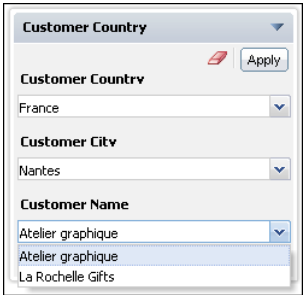 Customer Country
Apply
Customer Country
France
Customer City
Nantes
Customer Name
Atelier graphique
Atelier graphique
La Rochelle Gifts